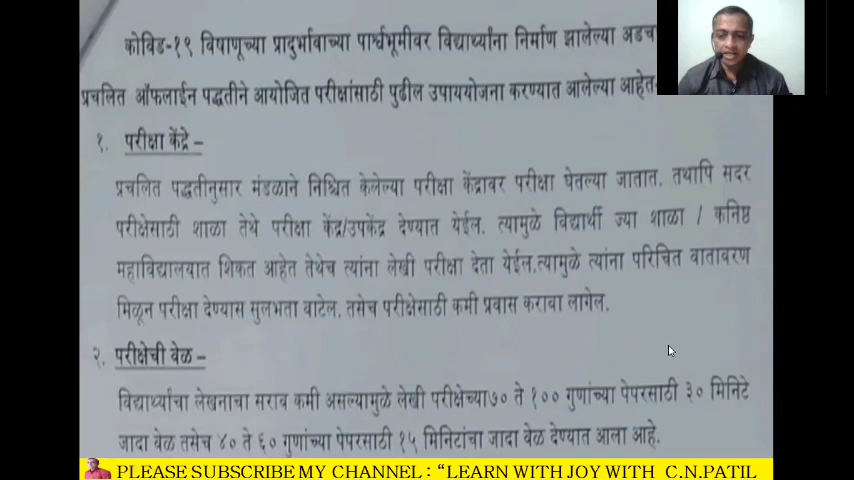 कोविड-१९ विषाणूच्या प्रादुर्भावाच्या पार्श्वभूमीवर विद्यार्थ्यांना निर्माण झालेल्या अडच
प्रचलित ऑफलाईन पद्धतीने आयोजित परीक्षांसाठी पुढील उपाययोजना करण्यात आलेल्या आहेत-
१. परीक्षा केंद्रे –
प्रचलित पद्धतीनुसार मंडळाने निश्चित केलेल्या परीक्षा केंद्रावर परीक्षा घेतल्या जातात. तथापि सदर
परीक्षेसाठी शाळा तेथे परीक्षा केंद्र/उपकेंद्र देण्यात येईल. त्यामुळे विद्यार्थी ज्या शाळा / कनिष्ठ
महाविद्यालयात शिकत आहेत तेथेच त्यांना लेखी परीक्षा देता येईल.त्यामुळे त्यांना परिचित वातावरण
मिळून परीक्षा देण्यास सुलभता वाटेल. तसेच परीक्षेसाठी कमी प्रवास करावा लागेल.
२. परीक्षेची वेळ –
विद्यार्थ्यांचा लेखनाचा सराव कमी असल्यामुळे लेखी परीक्षेच्या७० ते १०० गुणांच्या पेपरसाठी ३० मिनिटे
जादा वेळ तसेच ४० ते ६० गुणांच्या पेपरसाठी १५ मिनिटांचा जादा वेळ देण्यात आला आहे.
PLEASE SUBSCRIBE MY CHANNEL : “LEARN WITH JOY WITH C.N.PATIL